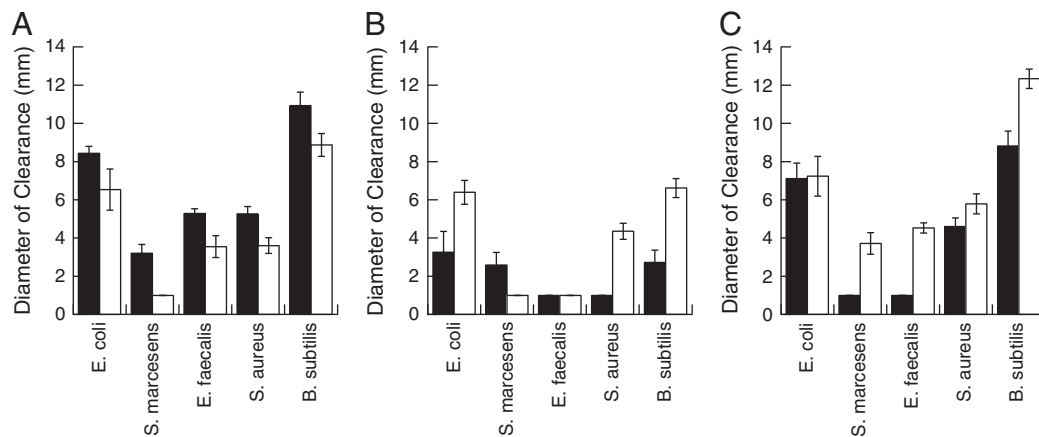 A
Diameter of Clearance (mm)
14
12
10
8
6
4
2
0
E. coli
S. marcesens
E. faecalis
S. aureus
B. subtilis
B
Diameter of Clearance (mm)
14
12
10
8
6
4
2
0
E. coli
S. marcesens
E. faecalis
S. aureus
B. subtilis
C
Diameter of Clearance (mm)
14
12
10
8
6
4
2
0
E. coli
S. marcesens
E. faecalis
S. aureus
B. subtilis